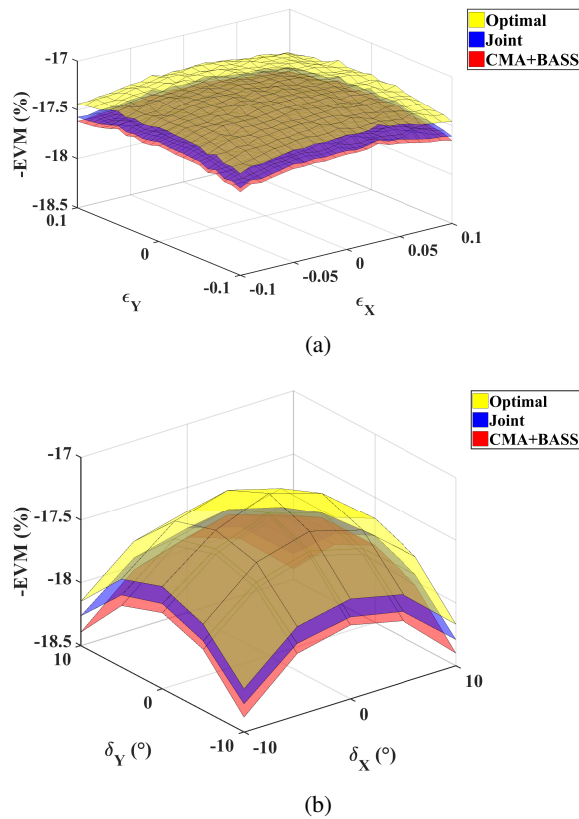 Optimal
Joint
CMA+BASS
-17
-17.5
-18
-18.5
-EVM (%)
0.1
0
-0.1
ϵY
-0.1
-0.05
0
0.05
0.1
ϵX
(a)
Optimal
Joint
CMA+BASS
-17
-17.5
-18
-18.5
-EVM (%)
10
0
-10
δY (°)
-10
0
10
δX (°)
(b)